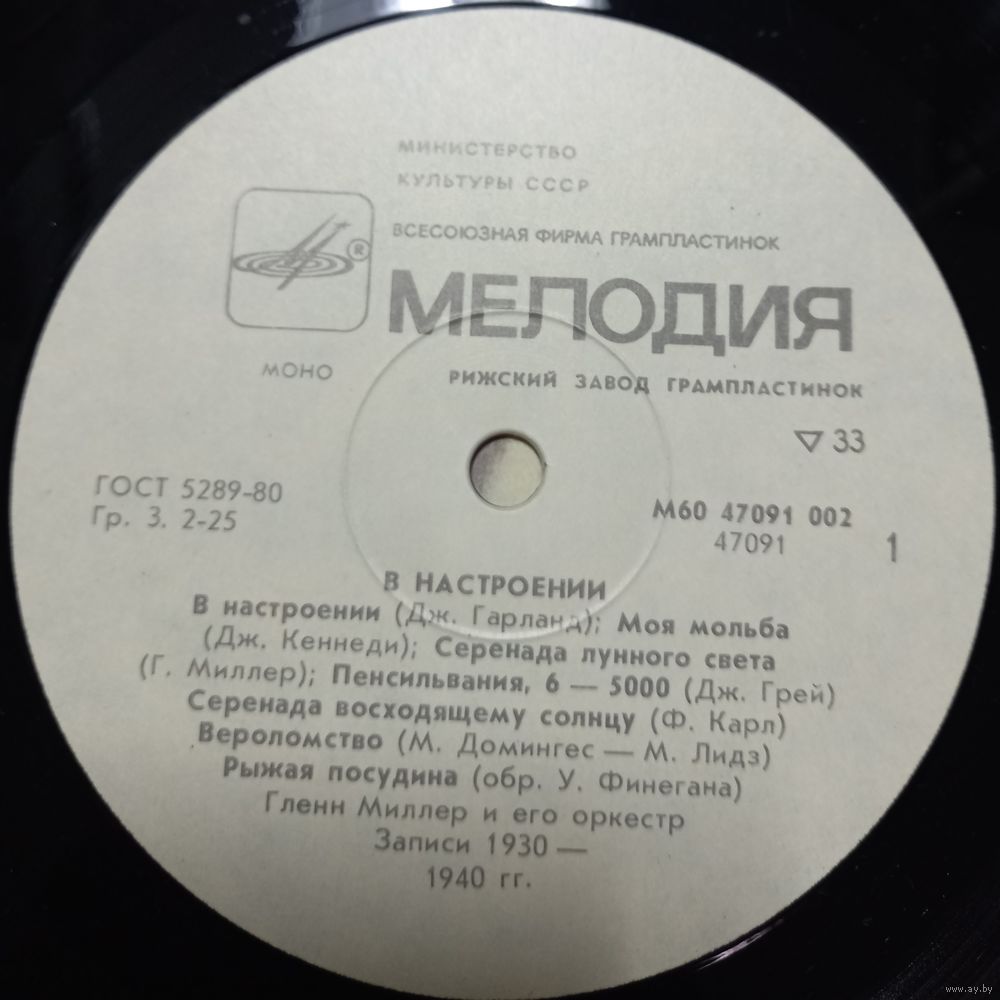 МИНИСТЕРСТВО
КУЛЬТУРЫ СССР
ВСЕСОЮЗНАЯ ФИРМА ГРАМПЛАСТИНОК
®
МЕЛОДИЯ
МОНО
РИЖСКИЙ ЗАВОД ГРАМПЛАСТИНОК
▽ 33
ГОСТ 5289-80
Гр. 3. 2-25
М60 47091 002
47091
1
В НАСТРОЕНИИ
В настроении (Дж. Гарланд); Моя мольба
(Дж. Кеннеди); Серенада лунного света
(Г. Миллер); Пенсильвания, 6 — 5000 (Дж. Грей)
Серенада восходящему солнцу (Ф. Карл)
Вероломство (М. Домингес — М. Лидз)
Рыжая посудина (обр. У. Финегана)
Гленн Миллер и его оркестр
Записи 1930 —
1940 гг.
www.ay.by